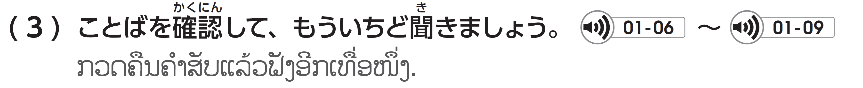 (3) ことばを確認して、もういちど聞きましょう。 01-06 ～ 01-09
ກວດຄືນຄຳສັບແລ້ວຟັງອີກເທື່ອໜຶ່ງ.